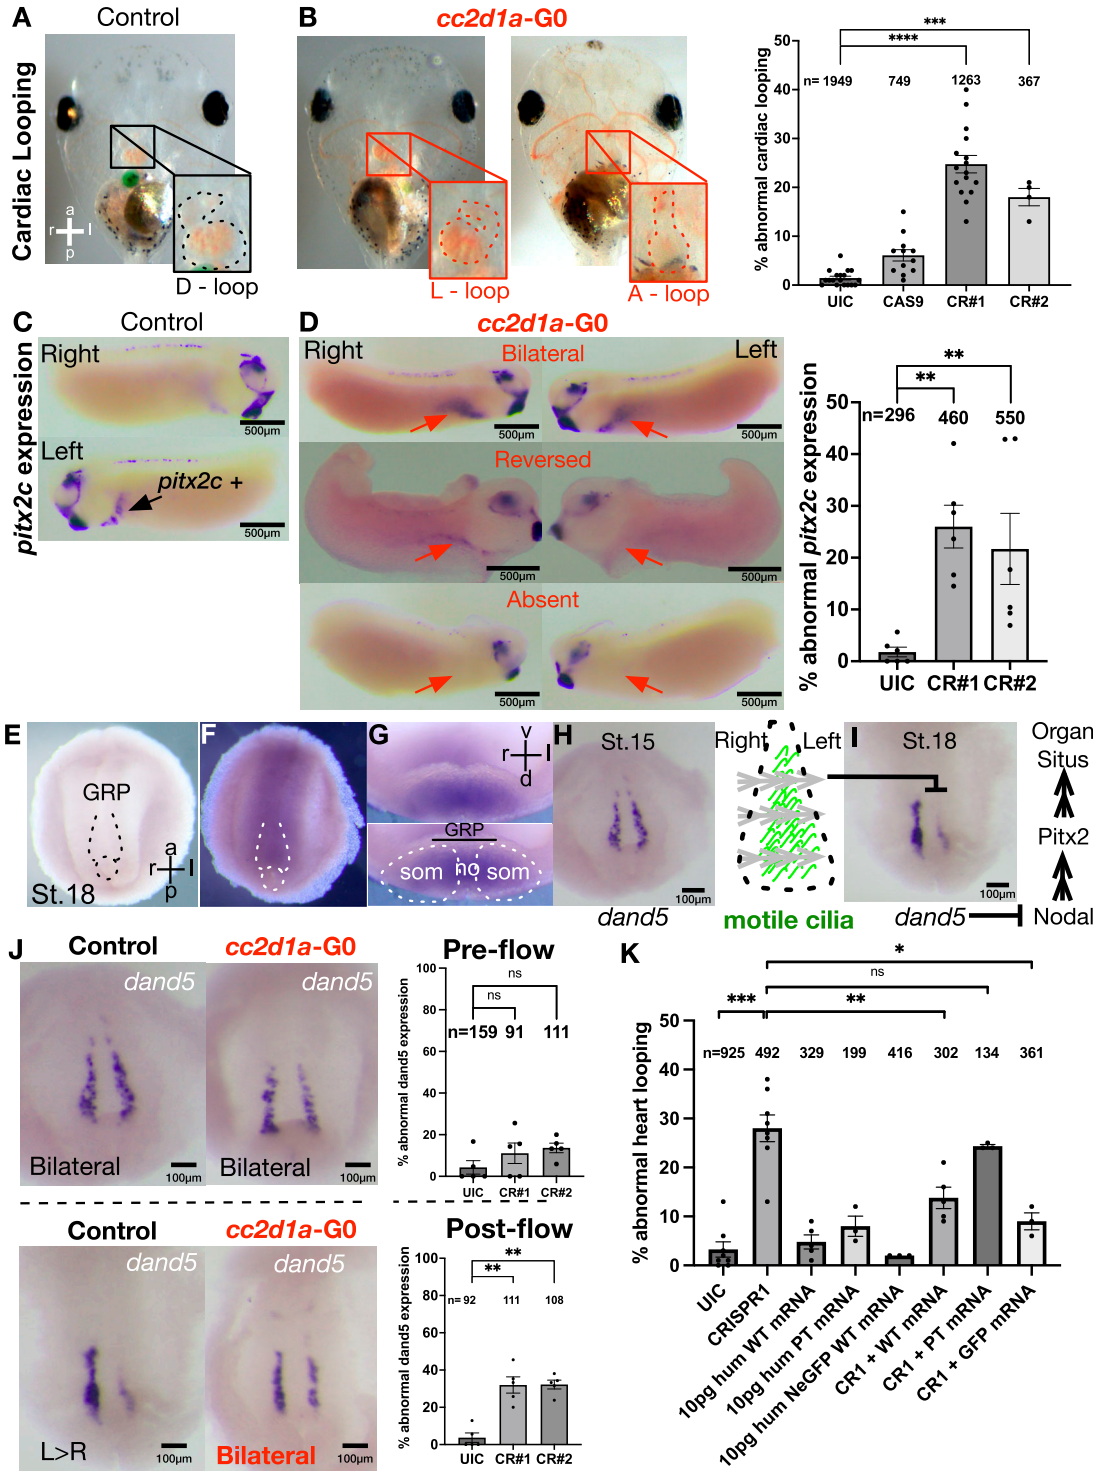 A
Control
B
cc2d1a-G0
Cardiac Looping
a
r
l
p
D - loop
L - loop
A - loop
% abnormal cardiac looping
50
40
30
20
10
0
***
****
n= 1949
749
1263
367
UIC
CAS9
CR#1
CR#2
C
Control
D
cc2d1a-G0
pitx2c expression
Right
500µm
Left
pitx2c +
500µm
Right
Bilateral
Left
500µm
500µm
Reversed
500µm
500µm
Absent
500µm
500µm
% abnormal pitx2c expression
50
40
30
20
10
0
**
**
n=296
460
550
UIC
CR#1
CR#2
E
GRP
St.18
a
r
l
p
F
G
v
r
l
d
GRP
som
no
som
H
St.15
100µm
dand5
Right
Left
motile cilia
I
St.18
100µm
dand5
Organ
Situs
Pitx2
Nodal
J
Control
cc2d1a-G0
dand5
dand5
Bilateral
100µm
Bilateral
100µm
Pre-flow
% abnormal dand5 expression
100
80
60
40
20
0
ns
ns
n=159
91
111
UIC
CR#1
CR#2
Control
cc2d1a-G0
dand5
dand5
L>R
100µm
Bilateral
100µm
Post-flow
% abnormal dand5 expression
100
80
60
40
20
0
**
**
n= 92
111
108
UIC
CR#1
CR#2
K
% abnormal heart looping
50
40
30
20
10
0
*
ns
***
**
n=925
492
329
199
416
302
134
361
UIC
CRISPR1
10pg hum WT mRNA
10pg hum PT mRNA
10pg hum NeGFP WT mRNA
CR1 + WT mRNA
CR1 + PT mRNA
CR1 + GFP mRNA